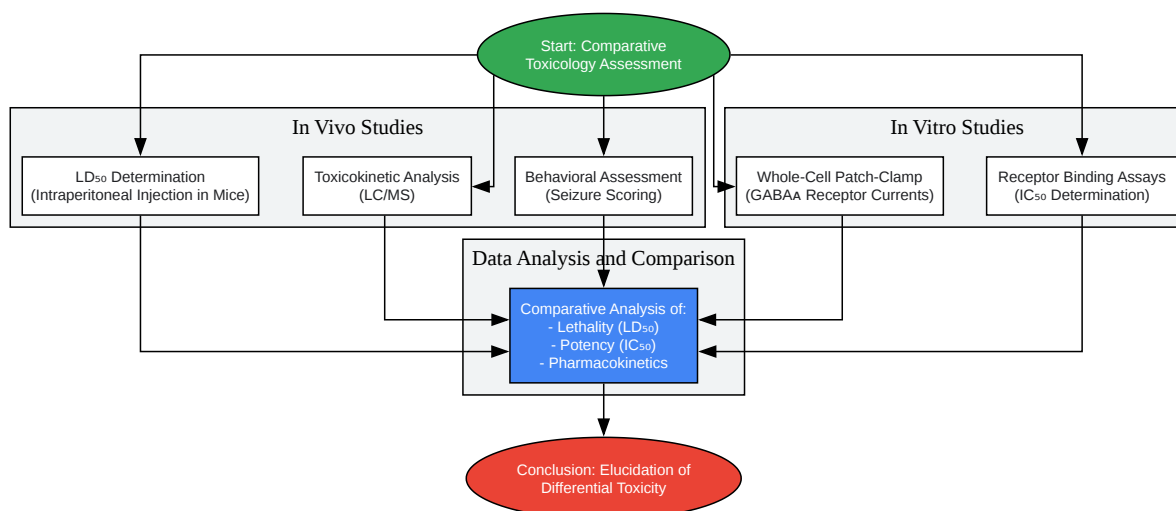 Start: Comparative
Toxicology Assessment
In Vivo Studies
In Vitro Studies
LD₅₀ Determination
(Intraperitoneal Injection in Mice)
Toxicokinetic Analysis
(LC/MS)
Behavioral Assessment
(Seizure Scoring)
Whole-Cell Patch-Clamp
(GABAᴀ Receptor Currents)
Receptor Binding Assays
(IC₅₀ Determination)
Data Analysis and Comparison
Comparative Analysis of:
- Lethality (LD₅₀)
- Potency (IC₅₀)
- Pharmacokinetics
Conclusion: Elucidation of
Differential Toxicity